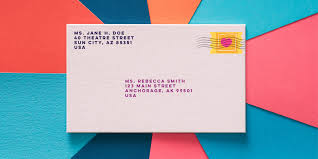 MS. JANE H. DOE
40 THEATRE STREET
SUN CITY, AZ 85351
USA
MS. REBECCA SMITH
123 MAIN STREET
ANCHORAGE, AK 99501
USA